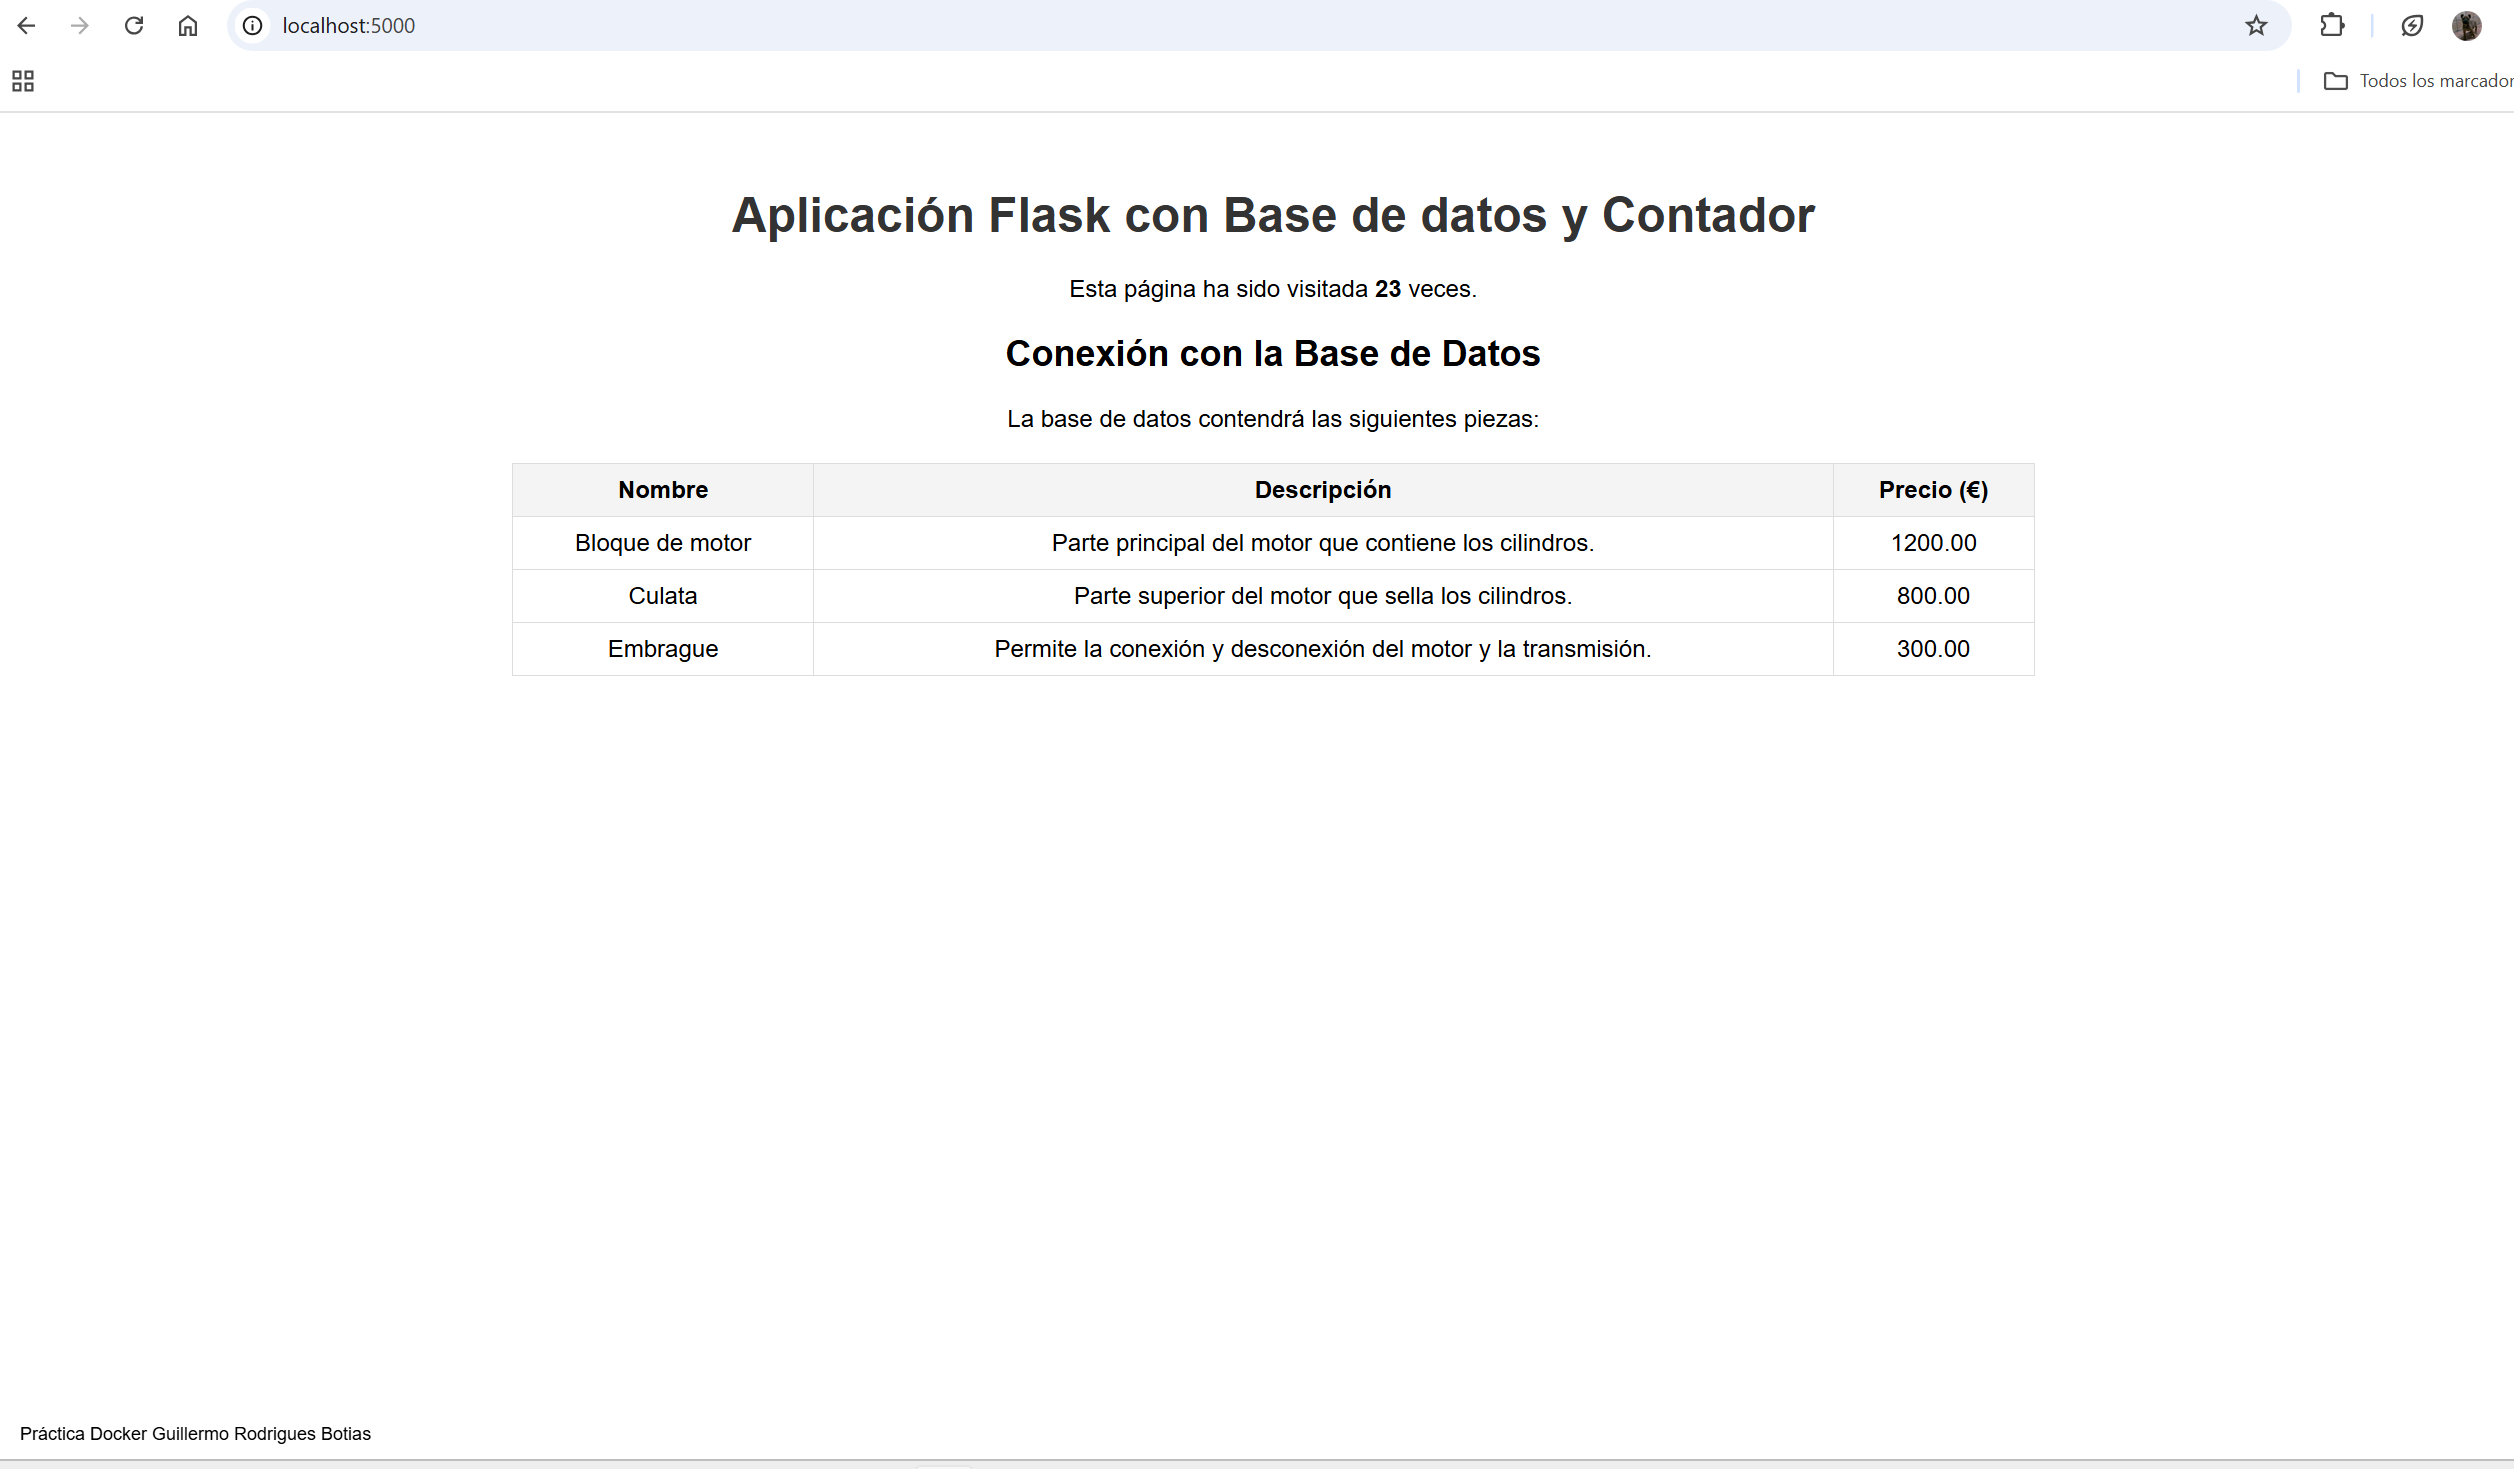 localhost:5000
Todos los marcador
Aplicación Flask con Base de datos y Contador
Esta página ha sido visitada 23 veces.
Conexión con la Base de Datos
La base de datos contendrá las siguientes piezas:
Nombre Descripción Precio (€)
Bloque de motor Parte principal del motor que contiene los cilindros. 1200.00
Culata Parte superior del motor que sella los cilindros. 800.00
Embrague Permite la conexión y desconexión del motor y la transmisión. 300.00
Práctica Docker Guillermo Rodrigues Botias